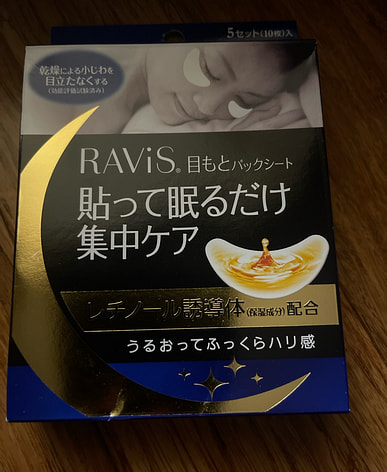 5セット(10枚)入
乾燥による小じわを
目立たなくする
(効能評価試験済み)
RAViS® 目もとパックシート
貼って眠るだけ
集中ケア
レチノール誘導体(保湿成分)配合
うるおってふっくらハリ感